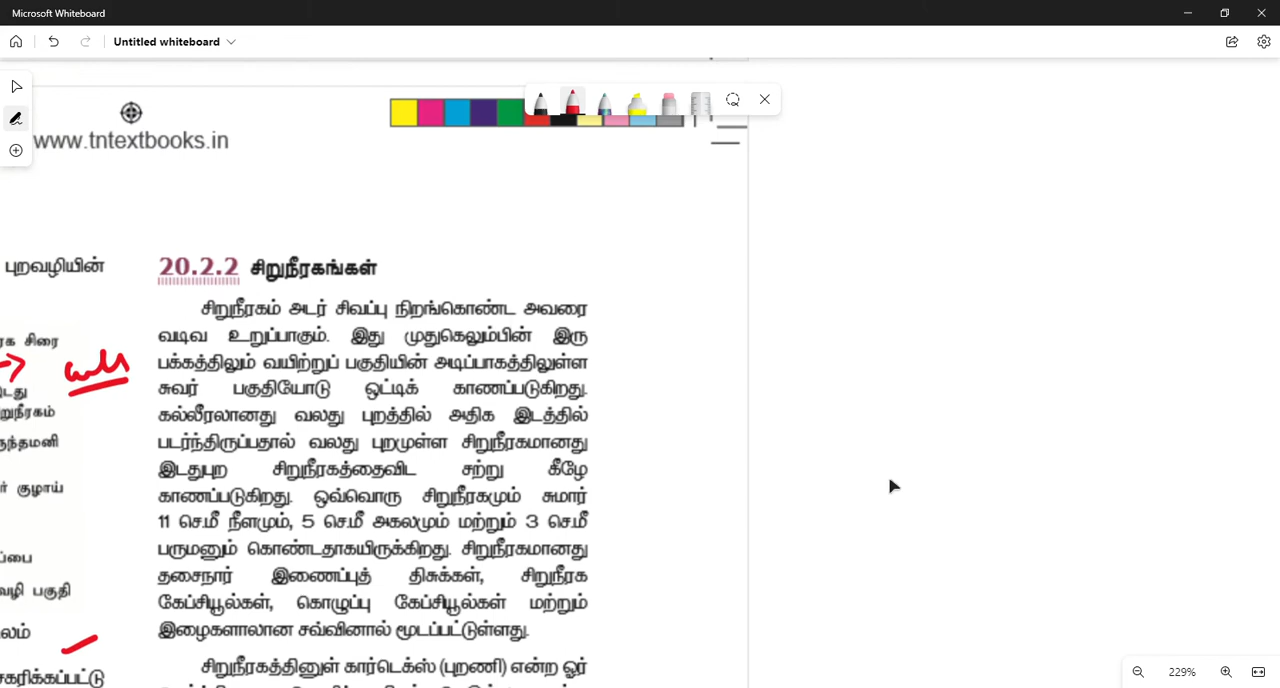 Microsoft Whiteboard
Untitled whiteboard
www.tntextbooks.in
புறவழியின்
சிரை
இடது
சிறுநீரகம்
குழாய்
பகுதி
20.2.2 சிறுநீரகங்கள்
சிறுநீரகம் அடர் சிவப்பு நிறங்கொண்ட அவரை
வடிவ உறுப்பாகும். இது முதுகெலும்பின் இரு
பக்கத்திலும் வயிற்றுப் பகுதியின் அடிப்பாகத்திலுள்ள
சுவர் பகுதியோடு ஒட்டிக் காணப்படுகிறது.
கல்லீரலானது வலது புறத்தில் அதிக இடத்தில்
படர்ந்திருப்பதால் வலது புறமுள்ள சிறுநீரகமானது
இடதுபுற சிறுநீரகத்தைவிட சற்று கீழே
காணப்படுகிறது. ஒவ்வொரு சிறுநீரகமும் சுமார்
11 செ.மீ நீளமும், 5 செ.மீ அகலமும் மற்றும் 3 செ.மீ
பருமனும் கொண்டதாகயிருக்கிறது. சிறுநீரகமானது
தசைநார் இணைப்புத் திசுக்கள், சிறுநீரக
கேப்சியூல்கள், கொழுப்பு கேப்சியூல்கள் மற்றும்
இழைகளாலான சவ்வினால் மூடப்பட்டுள்ளது.
சிறுநீரகத்தினுள் கார்டெக்ஸ் (புறணி) என்ற ஓர்
229%